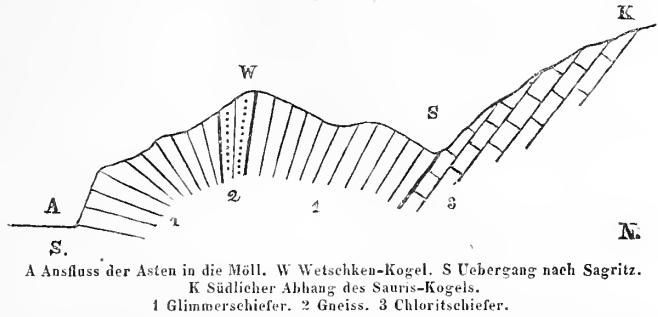 K
W
S
A
1
2
1
3
S.
N.
A Ausfluss der Asten in die Möll. W Wetschken-Kogel. S Uebergang nach Sagritz.
K Südlicher Abhang des Sauris-Kogels.
1 Glimmerschiefer. 2 Gneiss. 3 Chloritschiefer.